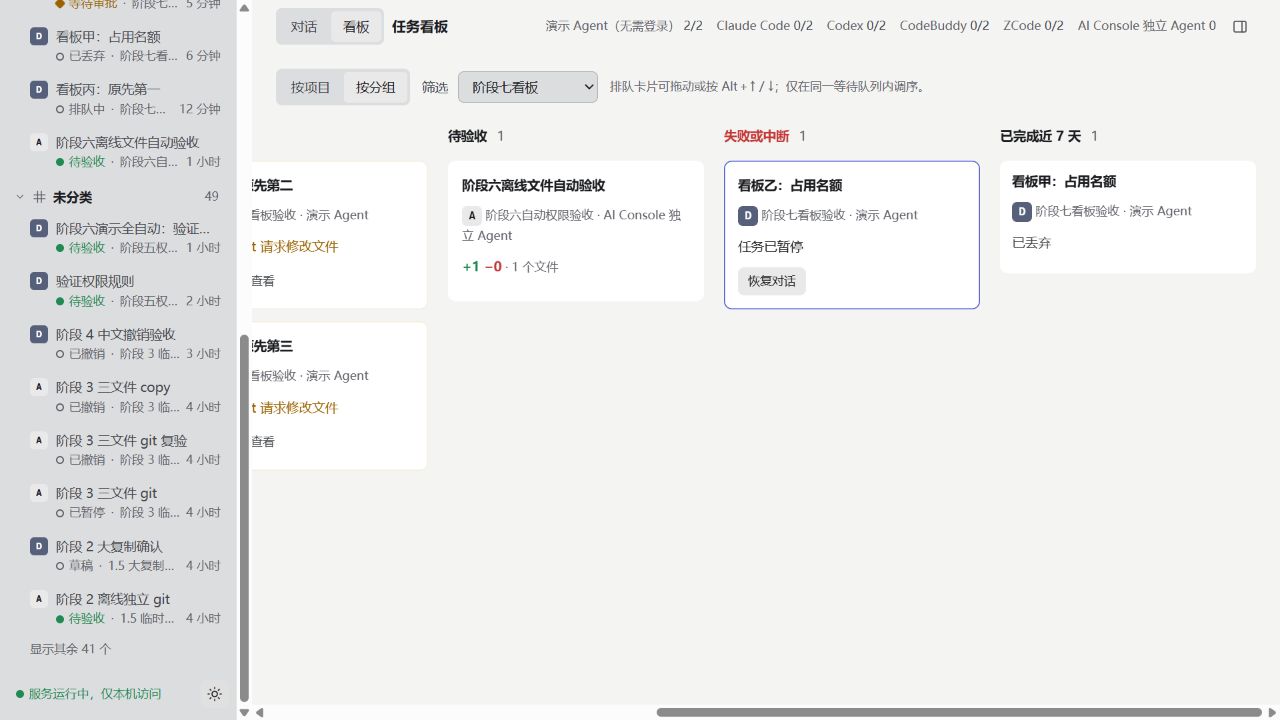 等待审批 · 阶段七... 5 分钟
D 看板甲：占用名额
已丢弃 · 阶段七看... 6 分钟
D 看板丙：原先第一
排队中 · 阶段七... 12 分钟
A 阶段六离线文件自动验收
待验收 · 阶段六自... 1 小时
未分类 49
D 阶段六演示全自动：验证...
待验收 · 阶段五权... 1 小时
D 验证权限规则
待验收 · 阶段五权... 2 小时
D 阶段 4 中文撤销验收
已撤销 · 阶段 3 临... 3 小时
A 阶段 3 三文件 copy
已撤销 · 阶段 3 临... 4 小时
A 阶段 3 三文件 git 复验
已撤销 · 阶段 3 临... 4 小时
A 阶段 3 三文件 git
已暂停 · 阶段 3 临... 4 小时
D 阶段 2 大复制确认
草稿 · 1.5 大复制... 4 小时
A 阶段 2 离线独立 git
待验收 · 1.5 临时... 4 小时
显示其余 41 个
服务运行中，仅本机访问
对话 看板 任务看板 演示 Agent（无需登录） 2/2 Claude Code 0/2 Codex 0/2 CodeBuddy 0/2 ZCode 0/2 AI Console 独立 Agent 0
按项目 按分组 筛选 阶段七看板 排队卡片可拖动或按 Alt + ↑ / ↓；仅在同一等待队列内调序。
先第二
看板验收 · 演示 Agent
t 请求修改文件
查看
先第三
看板验收 · 演示 Agent
t 请求修改文件
查看
待验收 1
阶段六离线文件自动验收
A 阶段六自动权限验收 · AI Console 独
立 Agent
+1 −0 · 1 个文件
失败或中断 1
看板乙：占用名额
D 阶段七看板验收 · 演示 Agent
任务已暂停
恢复对话
已完成近 7 天 1
看板甲：占用名额
D 阶段七看板验收 · 演示 Agent
已丢弃